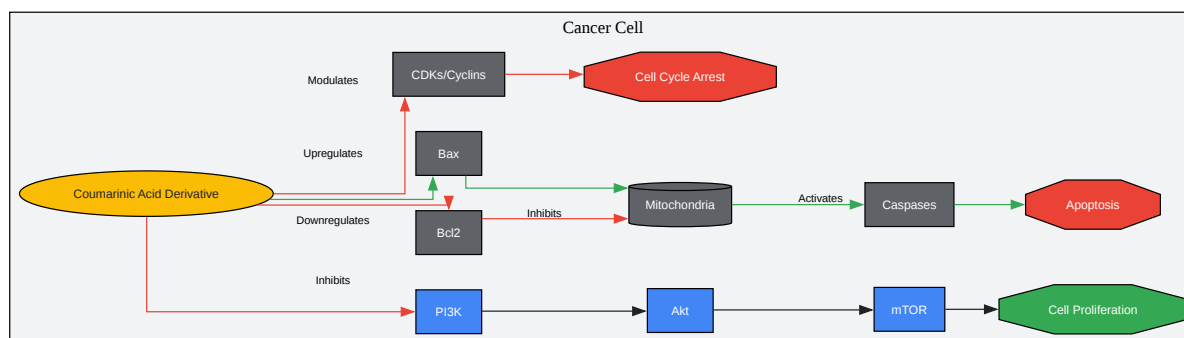 Cancer Cell
Modulates
CDKs/Cyclins
Cell Cycle Arrest
Upregulates
Bax
Coumarinic Acid Derivative
Mitochondria
Activates
Caspases
Apoptosis
Downregulates
Inhibits
Bcl2
Inhibits
PI3K
Akt
mTOR
Cell Proliferation